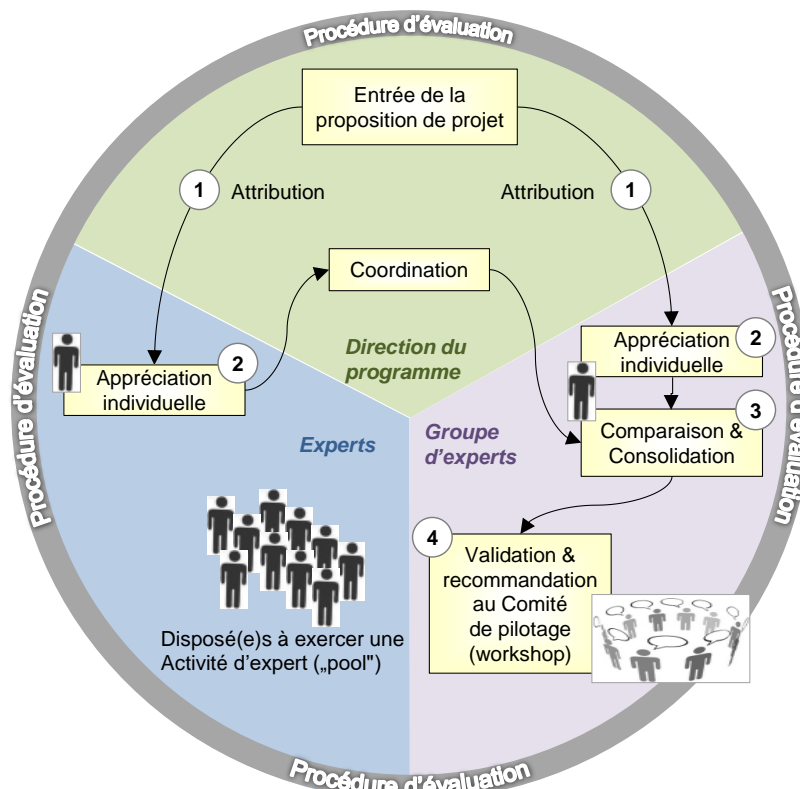 Procédure d'évaluation
Entrée de la
proposition de projet
1
Attribution
Attribution
1
Coordination
Procédure d'évaluation
Procédure d'évaluation
Direction du
programme
2
Appréciation
individuelle
Appréciation
individuelle
2
3
Comparaison &
Consolidation
Experts
Groupe
d'experts
4
Validation &
recommandation
au Comité
de pilotage
(workshop)
Disposé(e)s à exercer une
Activité d'expert („pool")
Procédure d'évaluation